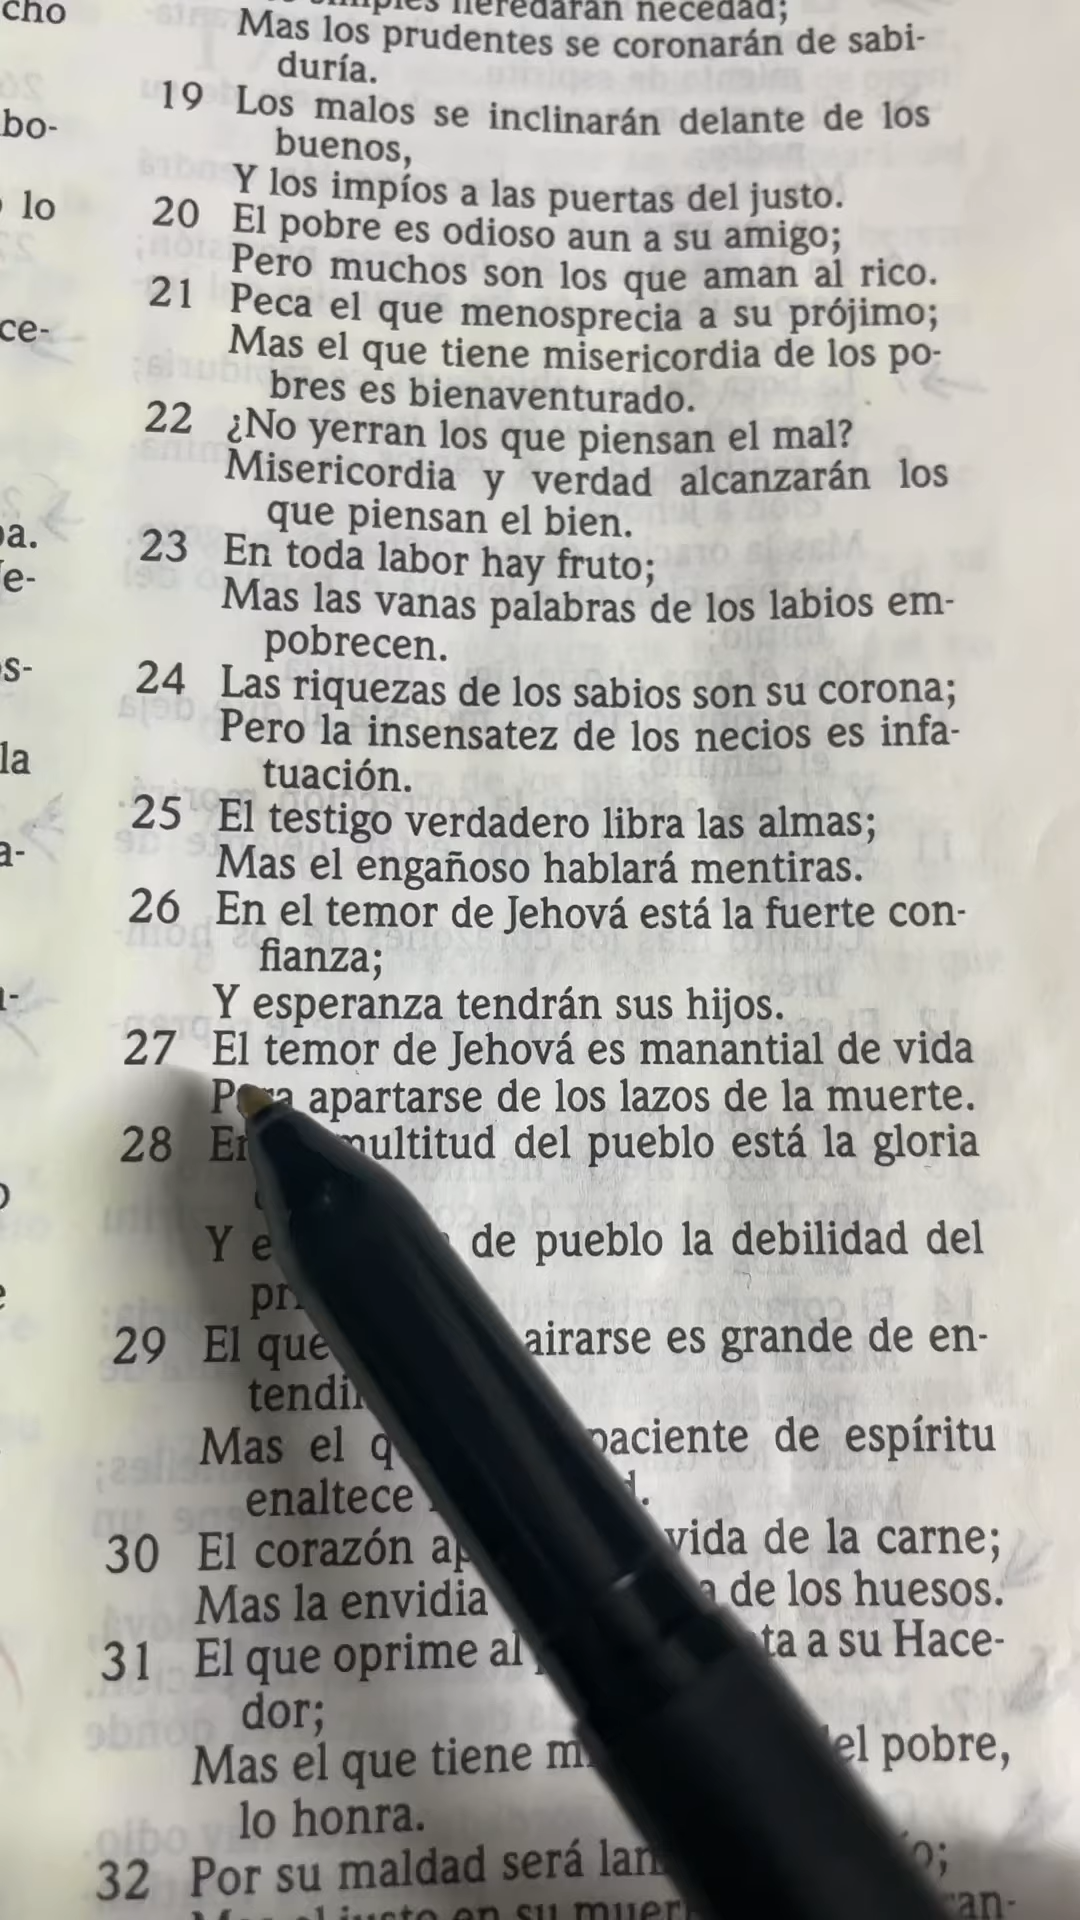 cho
bo-
lo
ce-
a.
e-
s-
la
a-
heredarán necedad;
Mas los prudentes se coronarán de sabi-
duría.
19 Los malos se inclinarán delante de los
buenos,
Y los impíos a las puertas del justo.
20 El pobre es odioso aun a su amigo;
Pero muchos son los que aman al rico.
21 Peca el que menosprecia a su prójimo;
Mas el que tiene misericordia de los po-
bres es bienaventurado.
22 ¿No yerran los que piensan el mal?
Misericordia y verdad alcanzarán los
que piensan el bien.
23 En toda labor hay fruto;
Mas las vanas palabras de los labios em-
pobrecen.
24 Las riquezas de los sabios son su corona;
Pero la insensatez de los necios es infa-
tuación.
25 El testigo verdadero libra las almas;
Mas el engañoso hablará mentiras.
26 En el temor de Jehová está la fuerte con-
fianza;
Y esperanza tendrán sus hijos.
27 El temor de Jehová es manantial de vida
Para apartarse de los lazos de la muerte.
28 En multitud del pueblo está la gloria
Y de pueblo la debilidad del
29 El que airarse es grande de en-
Mas el paciente de espíritu
enaltece
30 El corazón vida de la carne;
Mas la envidia de los huesos.
31 El que oprime al a su Hace-
dor;
Mas el que tiene el pobre,
lo honra.
32 Por su maldad será
en su